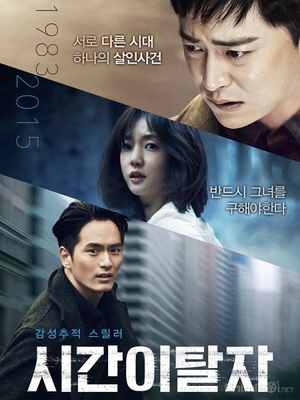 1983 2015
서로 다른 시대
하나의 살인사건
반드시 그녀를
구해야한다
감성추적 스릴러
시간이탈자